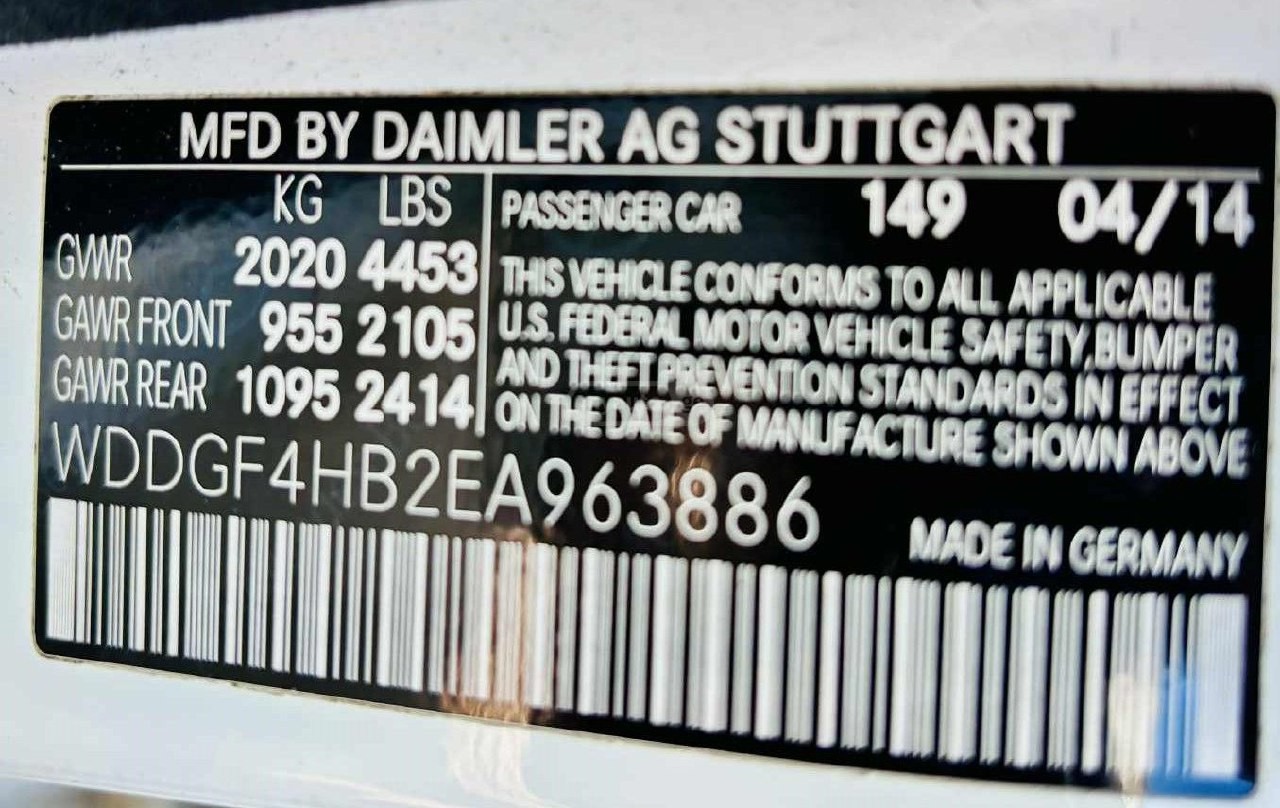 MFD BY DAIMLER AG STUTTGART
KG LBS
GVWR 2020 4453
GAWR FRONT 955 2105
GAWR REAR 1095 2414
PASSENGER CAR 149 04/14
THIS VEHICLE CONFORMS TO ALL APPLICABLE
U.S. FEDERAL MOTOR VEHICLE SAFETY, BUMPER
AND THEFT PREVENTION STANDARDS IN EFFECT
ON THE DATE OF MANUFACTURE SHOWN ABOVE
WDDGF4HB2EA963886
MADE IN GERMANY